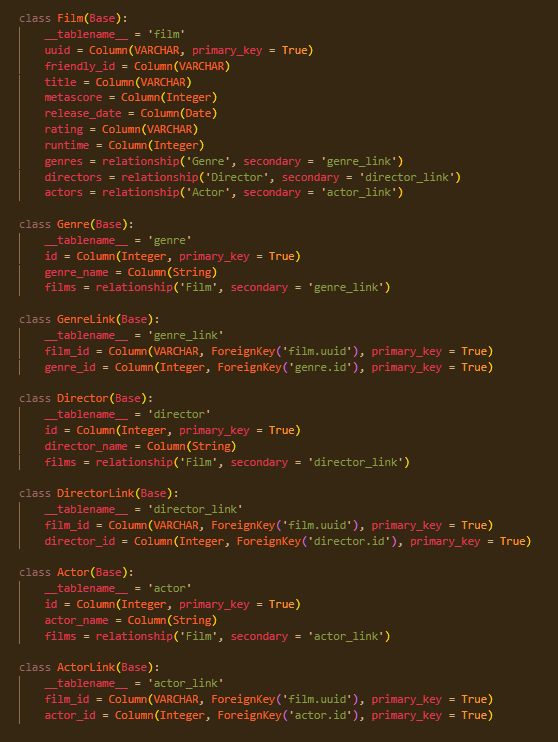 class Film(Base):
    __tablename__ = 'film'
    uuid = Column(VARCHAR, primary_key = True)
    friendly_id = Column(VARCHAR)
    title = Column(VARCHAR)
    metascore = Column(Integer)
    release_date = Column(Date)
    rating = Column(VARCHAR)
    runtime = Column(Integer)
    genres = relationship('Genre', secondary = 'genre_link')
    directors = relationship('Director', secondary = 'director_link')
    actors = relationship('Actor', secondary = 'actor_link')

class Genre(Base):
    __tablename__ = 'genre'
    id = Column(Integer, primary_key = True)
    genre_name = Column(String)
    films = relationship('Film', secondary = 'genre_link')

class GenreLink(Base):
    __tablename__ = 'genre_link'
    film_id = Column(VARCHAR, ForeignKey('film.uuid'), primary_key = True)
    genre_id = Column(Integer, ForeignKey('genre.id'), primary_key = True)

class Director(Base):
    __tablename__ = 'director'
    id = Column(Integer, primary_key = True)
    director_name = Column(String)
    films = relationship('Film', secondary = 'director_link')

class DirectorLink(Base):
    __tablename__ = 'director_link'
    film_id = Column(VARCHAR, ForeignKey('film.uuid'), primary_key = True)
    director_id = Column(Integer, ForeignKey('director.id'), primary_key = True)

class Actor(Base):
    __tablename__ = 'actor'
    id = Column(Integer, primary_key = True)
    actor_name = Column(String)
    films = relationship('Film', secondary = 'actor_link')

class ActorLink(Base):
    __tablename__ = 'actor_link'
    film_id = Column(VARCHAR, ForeignKey('film.uuid'), primary_key = True)
    actor_id = Column(Integer, ForeignKey('actor.id'), primary_key = True)